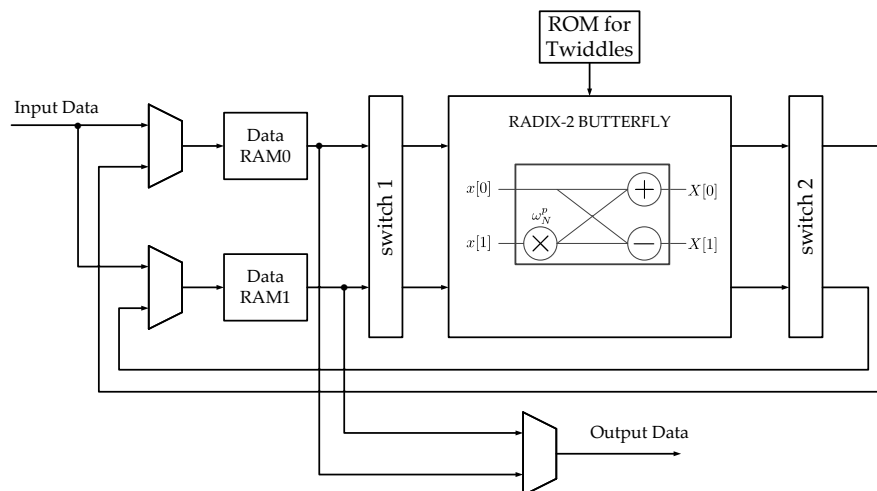 ROM for
Twiddles
Input Data
Data
RAM0
RADIX-2 BUTTERFLY
switch 1
switch 2
x[0]
X[0]
ω_N^p
x[1]
X[1]
Data
RAM1
Output Data